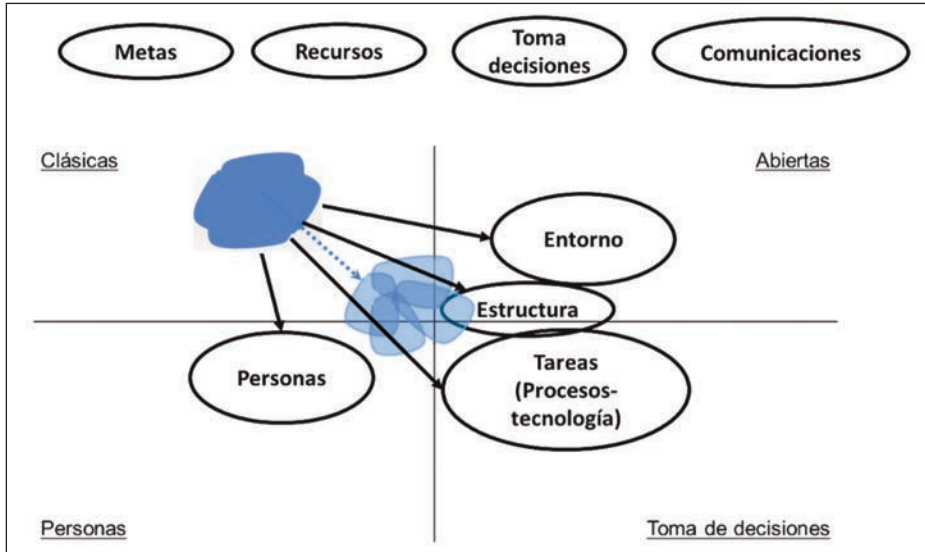 Metas
Recursos
Toma
decisiones
Comunicaciones
Clásicas
Abiertas
Entorno
Estructura
Personas
Tareas
(Procesos-
tecnología)
Personas
Toma de decisiones